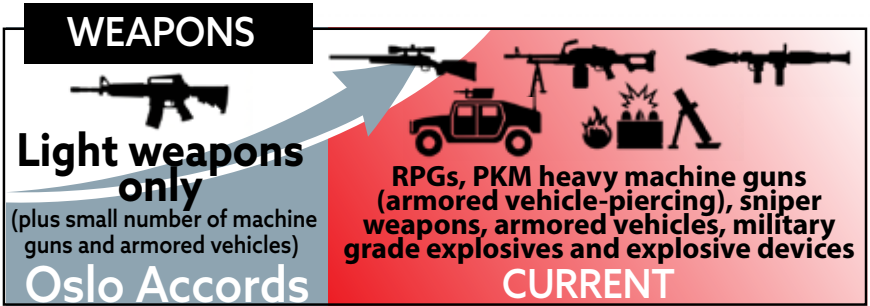 WEAPONS
Light weapons
only
(plus small number of machine
guns and armored vehicles)
Oslo Accords
RPGs, PKM heavy machine guns
(armored vehicle-piercing), sniper
weapons, armored vehicles, military
grade explosives and explosive devices
CURRENT